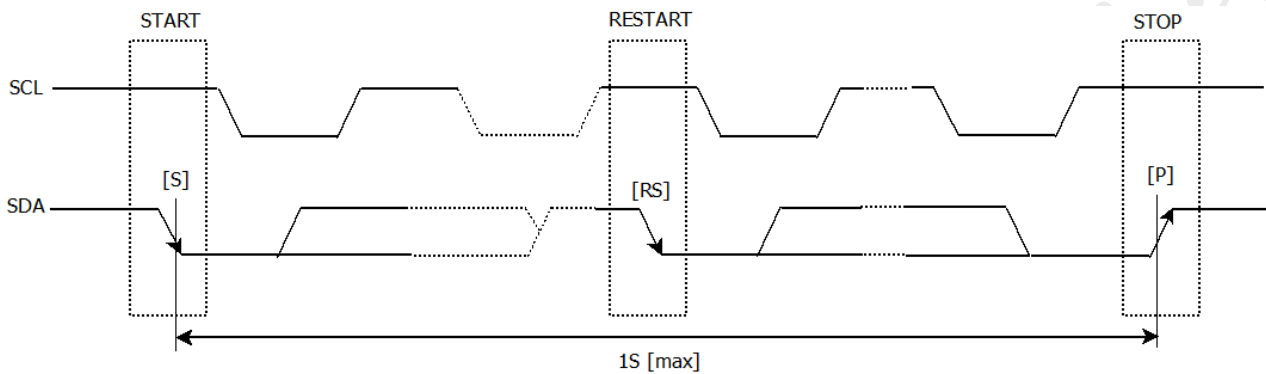 START RESTART STOP
SCL
[S] [RS] [P]
SDA
1S [max]